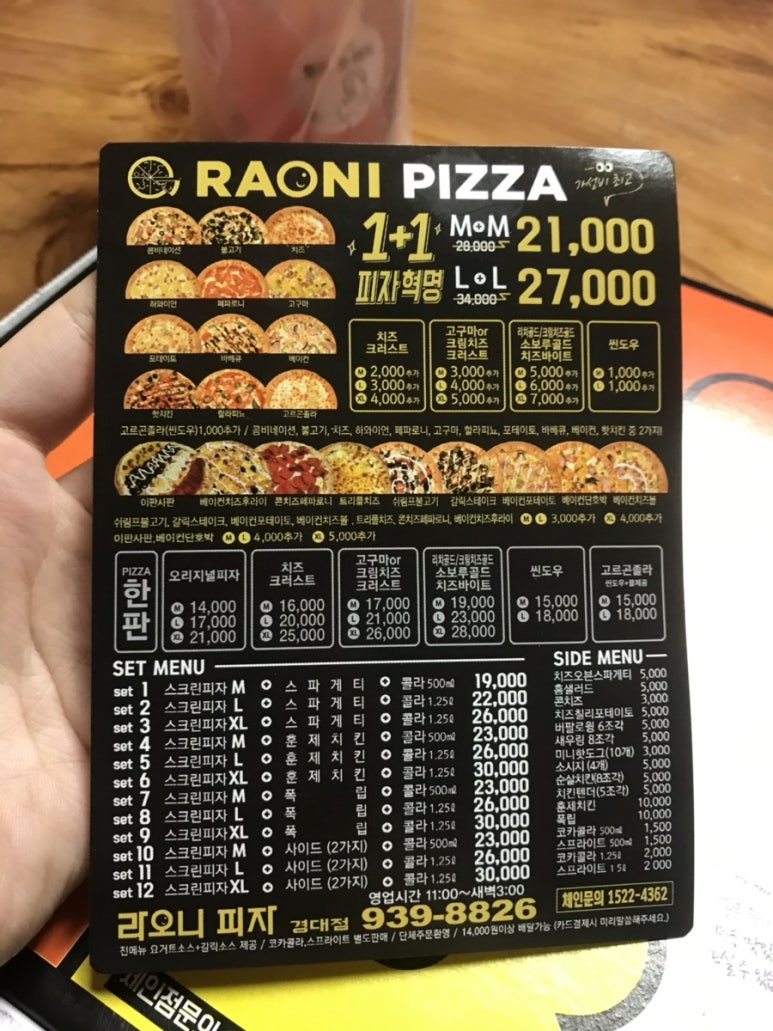 RAONI PIZZA 가성비 최고
1+1 피자혁명
M+M 28,000 21,000
L+L 34,000 27,000
콤비네이션 불고기 치즈
하와이언 페파로니 고구마
포테이토 바베큐 베이컨
핫치킨 할라피뇨 고르곤졸라
치즈 크러스트
M 2,000추가
L 3,000추가
XL 4,000추가
고구마or 크림치즈 크러스트
M 3,000추가
L 4,000추가
XL 5,000추가
리치골드/크림치즈골드 소보루골드 치즈바이트
M 5,000추가
L 6,000추가
XL 7,000추가
씬도우
M 1,000추가
L 1,000추가
고르곤졸라(씬도우)1,000추가 / 콤비네이션, 불고기, 치즈, 하와이언, 페파로니, 고구마, 할라피뇨, 포테이토, 바베큐, 베이컨, 핫치킨 중 2가지!
이판사판 베이컨치즈후라이 콘치즈페파로니 트리플치즈 쉬림프불고기 갈릭스테이크 베이컨포테이토 베이컨단호박 베이컨치즈볼
쉬림프불고기, 갈릭스테이크, 베이컨포테이토, 베이컨치즈볼, 트리플치즈, 콘치즈페파로니, 베이컨치즈후라이 M L 3,000추가 XL 4,000추가
이판사판,베이컨단호박 M L 4,000추가 XL 5,000추가
PIZZA 한판
오리지널피자
M 14,000
L 17,000
XL 21,000
치즈 크러스트
M 16,000
L 20,000
XL 25,000
고구마or 크림치즈 크러스트
M 17,000
L 21,000
XL 26,000
리치골드/크림치즈골드 소보루골드 치즈바이트
M 19,000
L 23,000
XL 28,000
씬도우
M 15,000
L 18,000
고르곤졸라
씬도우+꿀제공
M 15,000
L 18,000
SET MENU
set 1 스크린피자 M + 스파게티 + 콜라 500㎖ 19,000
set 2 스크린피자 L + 스파게티 + 콜라 1.25ℓ 22,000
set 3 스크린피자 XL + 스파게티 + 콜라 1.25ℓ 26,000
set 4 스크린피자 M + 훈제치킨 + 콜라 500㎖ 23,000
set 5 스크린피자 L + 훈제치킨 + 콜라 1.25ℓ 26,000
set 6 스크린피자 XL + 훈제치킨 + 콜라 1.25ℓ 30,000
set 7 스크린피자 M + 폭립 + 콜라 500㎖ 23,000
set 8 스크린피자 L + 폭립 + 콜라 1.25ℓ 26,000
set 9 스크린피자 XL + 폭립 + 콜라 1.25ℓ 30,000
set 10 스크린피자 M + 사이드 (2가지) + 콜라 500㎖ 23,000
set 11 스크린피자 L + 사이드 (2가지) + 콜라 1.25ℓ 26,000
set 12 스크린피자 XL + 사이드 (2가지) + 콜라 1.25ℓ 30,000
SIDE MENU
치즈오븐스파게티 5,000
홈샐러드 5,000
콘치즈 3,000
치즈칠리포테이토 5,000
버팔로윙 6조각 5,000
새우링 8조각 5,000
미니핫도그(10개) 3,000
소시지 (4개) 5,000
순살치킨(8조각) 5,000
치킨텐더(5조각) 5,000
훈제치킨 10,000
폭립 10,000
코카콜라 500㎖ 1,500
스프라이트 500㎖ 1,500
코카콜라 1.25ℓ 2,000
스프라이트 1.5ℓ 2,000
영업시간 11:00~새벽3:00
라오니 피자 경대점 939-8826
체인문의 1522-4362
전메뉴 요거트소스+갈릭소스 제공 / 코카콜라,스프라이트 별도판매 / 단체주문환영 / 14,000원이상 배달가능 (카드결제시 미리말씀해주세요.)
체인점문의